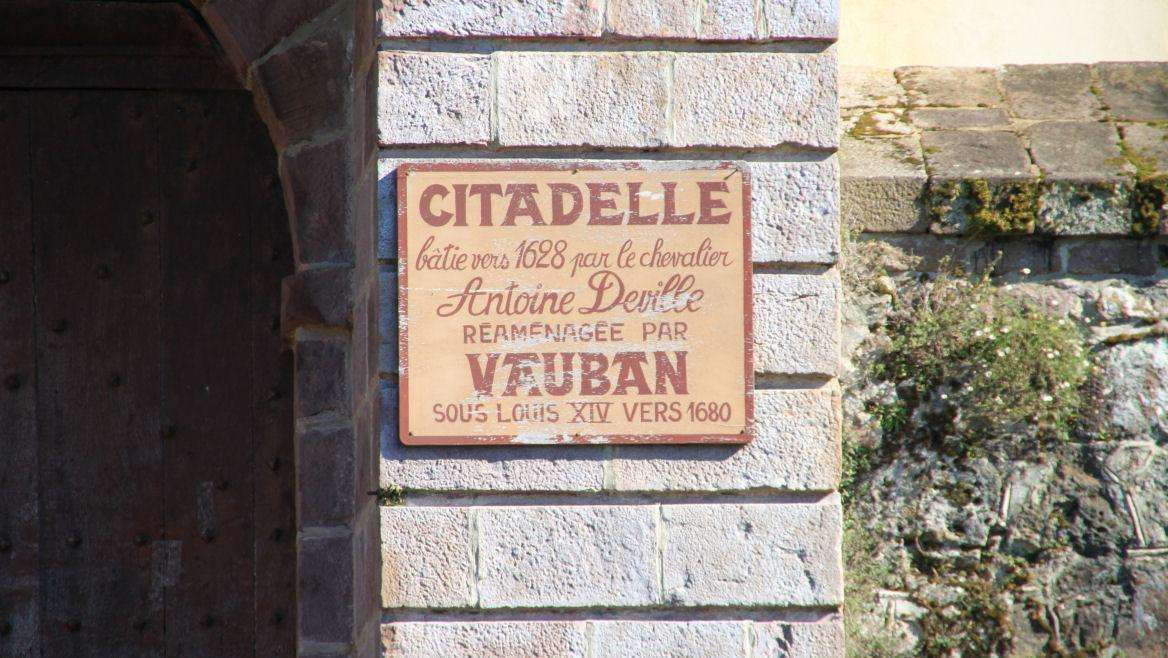 CITADELLE
bâtie vers 1628 par le chevalier
Antoine Deville
RÉAMÉNAGÉE PAR
VAUBAN
SOUS LOUIS XIV VERS 1680